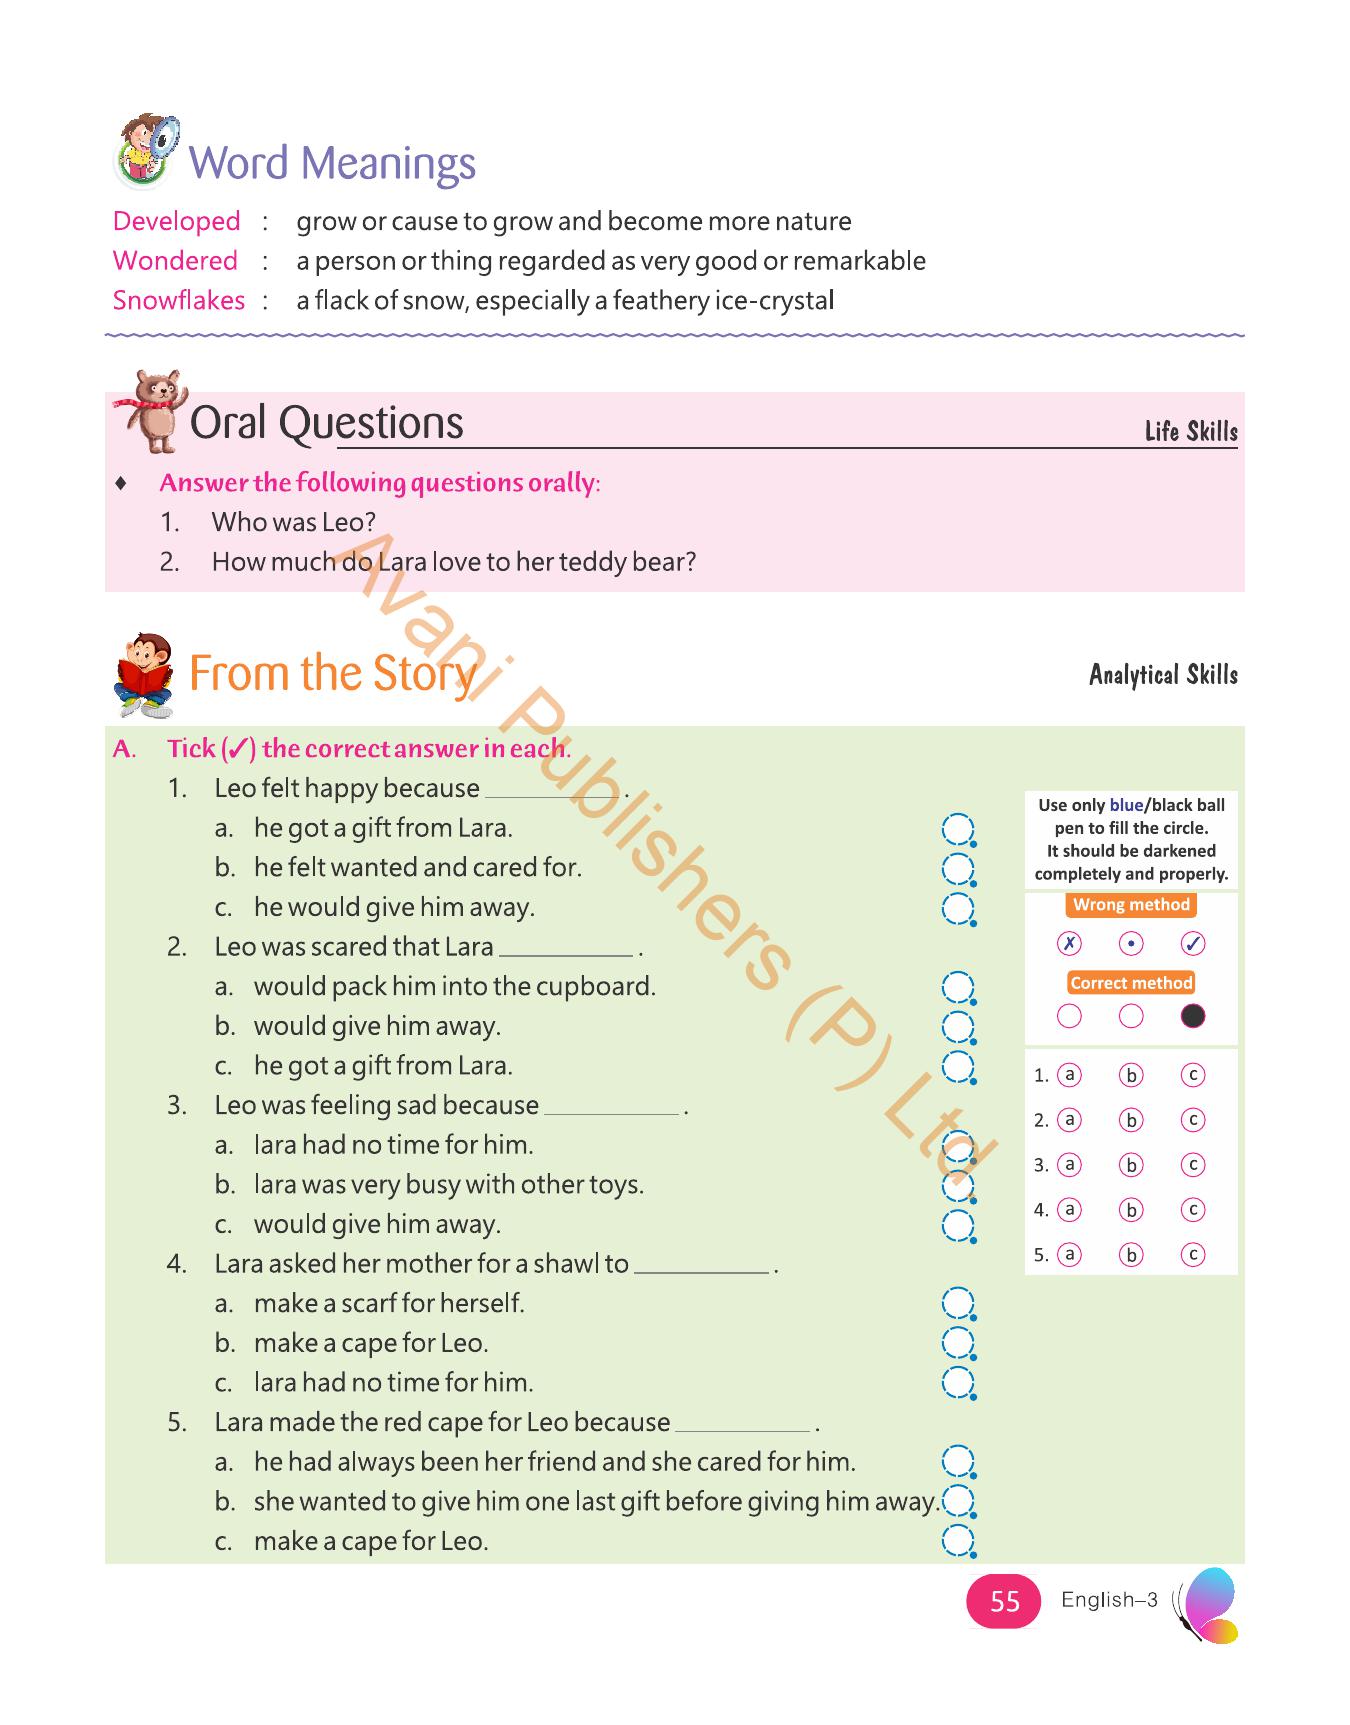 Word Meanings
Developed : grow or cause to grow and become more nature
Wondered : a person or thing regarded as very good or remarkable
Snowflakes : a flack of snow, especially a feathery ice-crystal
Oral Questions
Life Skills
♦ Answer the following questions orally:
1. Who was Leo?
2. How much do Lara love to her teddy bear?
From the Story
Analytical Skills
A. Tick (✓) the correct answer in each.
1. Leo felt happy because __________ .
a. he got a gift from Lara.
b. he felt wanted and cared for.
c. he would give him away.
2. Leo was scared that Lara __________ .
a. would pack him into the cupboard.
b. would give him away.
c. he got a gift from Lara.
3. Leo was feeling sad because __________ .
a. lara had no time for him.
b. lara was very busy with other toys.
c. would give him away.
4. Lara asked her mother for a shawl to __________ .
a. make a scarf for herself.
b. make a cape for Leo.
c. lara had no time for him.
5. Lara made the red cape for Leo because __________ .
a. he had always been her friend and she cared for him.
b. she wanted to give him one last gift before giving him away.
c. make a cape for Leo.
Use only blue/black ball
pen to fill the circle.
It should be darkened
completely and properly.
Wrong method
✗ • ✓
Correct method
1. a b c
2. a b c
3. a b c
4. a b c
5. a b c
Avani Publishers (P) Ltd.
55 English–3